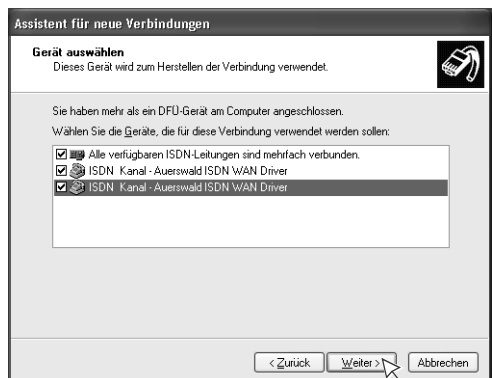 Assistent für neue Verbindungen
Gerät auswählen
Dieses Gerät wird zum Herstellen der Verbindung verwendet.
Sie haben mehr als ein DFÜ-Gerät am Computer angeschlossen.
Wählen Sie die Geräte, die für diese Verbindung verwendet werden sollen:
Alle verfügbaren ISDN-Leitungen sind mehrfach verbunden.
ISDN Kanal - Auerswald ISDN WAN Driver
ISDN Kanal - Auerswald ISDN WAN Driver
< Zurück
Weiter >
Abbrechen